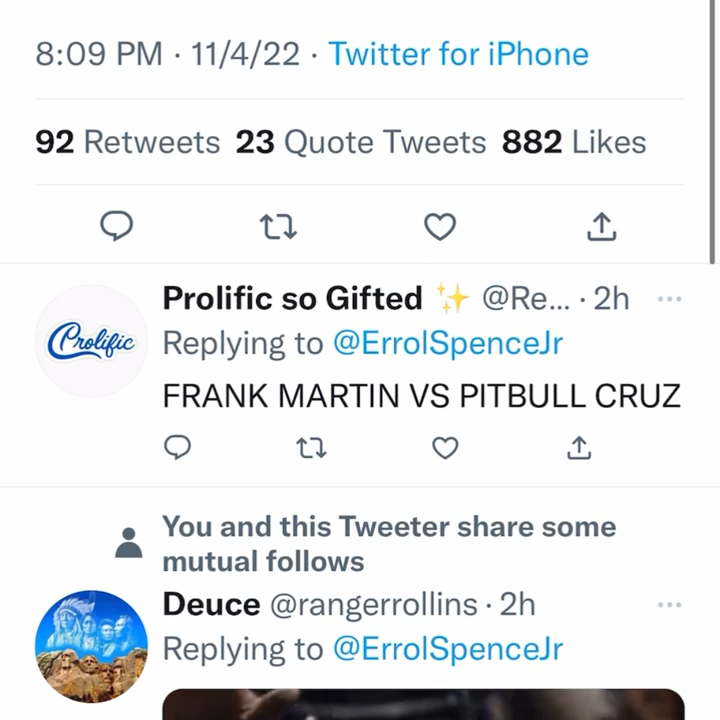 8:09 PM · 11/4/22 · Twitter for iPhone
92 Retweets 23 Quote Tweets 882 Likes
Prolific so Gifted ✨ @Re... · 2h
Prolific
Replying to @ErrolSpenceJr
FRANK MARTIN VS PITBULL CRUZ
You and this Tweeter share some
mutual follows
Deuce @rangerrollins · 2h
Replying to @ErrolSpenceJr